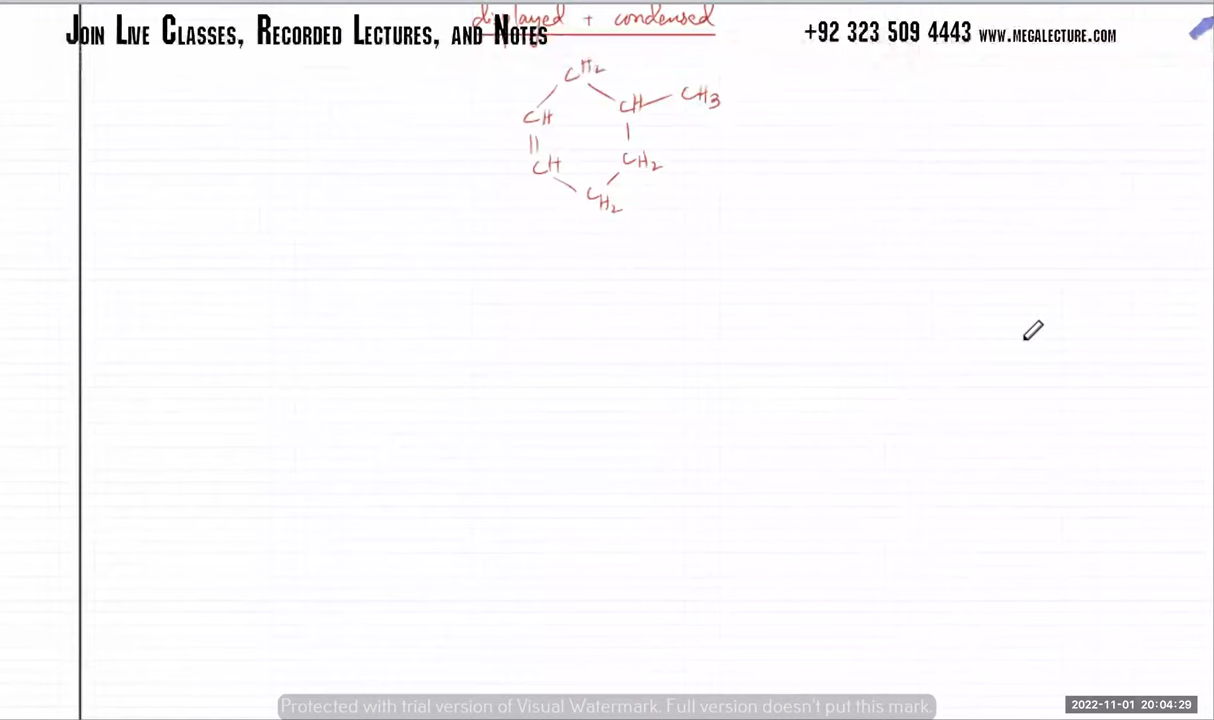 displayed + condensed
Join Live Classes, Recorded Lectures, and Notes
+92 323 509 4443 www.megalecture.com
CH2
CH CH3
CH
CH CH2
CH2
Protected with trial version of Visual Watermark. Full version doesn't put this mark.
2022-11-01 20:04:29